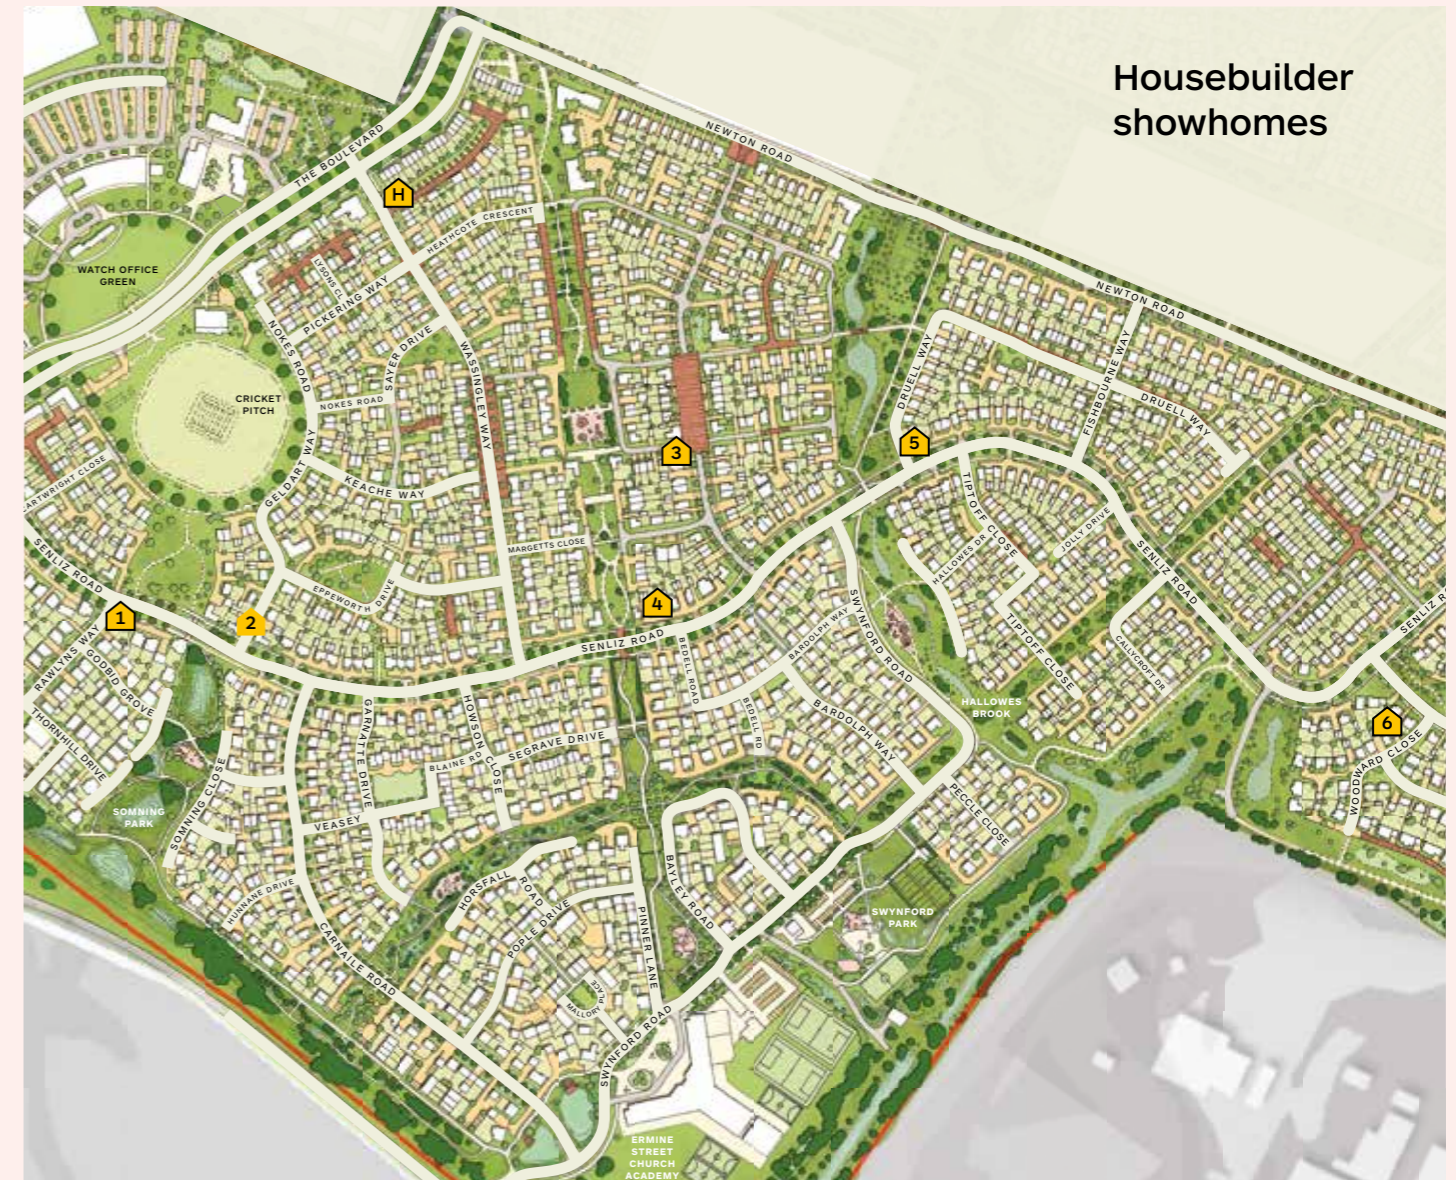 Housebuilder
showhomes
THE BOULEVARD
NEWTON ROAD
H
HEATHCOTE CRESCENT
WATCH OFFICE
GREEN
LYSONS CL
PICKERING WAY
NEWTON ROAD
NOKES ROAD
SAYER DRIVE
WASSINGLEY WAY
DRUELL WAY
FISHBOURNE WAY
CRICKET
PITCH
NOKES ROAD
DRUELL WAY
3
5
CARTWRIGHT CLOSE
GELDART WAY
KEACHE WAY
TIPTOFF CLOSE
JOLLY DRIVE
MARGETTS CLOSE
HALLOWES DR
SENLIZ ROAD
SENLIZ ROAD
EPPEWORTH DRIVE
1
2
4
SENLIZ ROAD
SENLIZ R
BARDOLPH WAY
SWYNFORD ROAD
RAWLYNS WAY
GODBID GROVE
BEDELL ROAD
TIPTOFF CLOSE
CALLYCROFT DR
HALLOWES
BROOK
THORNHILL DRIVE
GARNATTE DRIVE
HOWSON CLOSE
SEGRAVE DRIVE
BLAINE RD
BEDELL RD
BARDOLPH WAY
6
WOODWARD CLOSE
SOMNING
PARK
SOMNING CLOSE
VEASEY
PECCLE CLOSE
HUNNANE DRIVE
HORSFALL ROAD
POPLE DRIVE
PINNER LANE
BAYLEY ROAD
SWYNFORD
PARK
CARNAILE ROAD
MALLORY PLACE
SWYNFORD ROAD
ERMINE
STREET
CHURCH
ACADEMY